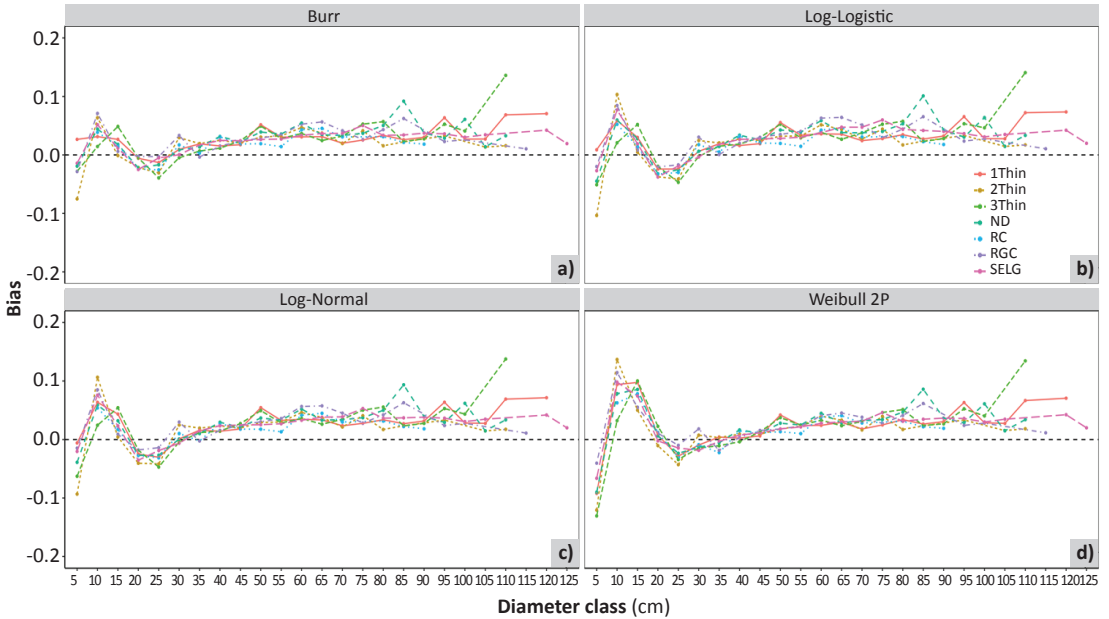 Burr
Log-Logistic
0.2
0.1
0.0
-0.1
-0.2
a)
1Thin
2Thin
3Thin
ND
RC
RGC
SELG
b)
Bias
Log-Normal
Weibull 2P
0.2
0.1
0.0
-0.1
-0.2
c)
d)
5 10 15 20 25 30 35 40 45 50 55 60 65 70 75 80 85 90 95 100 105 110 115 120 125
5 10 15 20 25 30 35 40 45 50 55 60 65 70 75 80 85 90 95 100 105 110 115 120 125
Diameter class (cm)